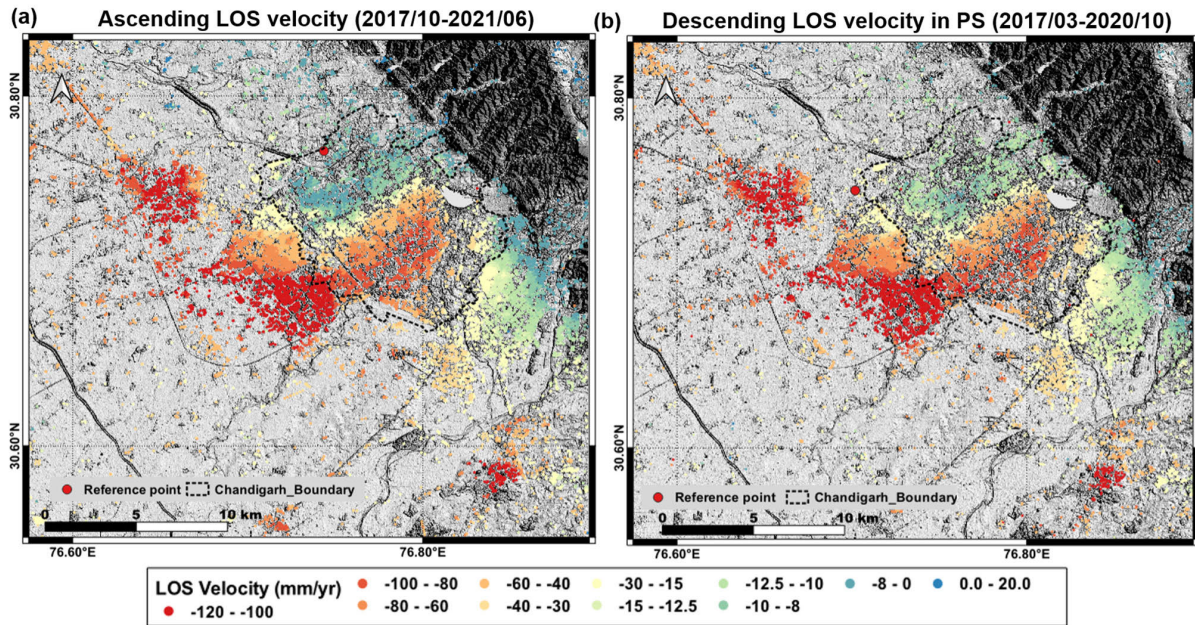 (a) Ascending LOS velocity (2017/10-2021/06)
(b) Descending LOS velocity in PS (2017/03-2020/10)
30.80°N
30.60°N
Reference point Chandigarh_Boundary
0 5 10 km
76.60°E 76.80°E
30.80°N
30.60°N
Reference point Chandigarh_Boundary
0 5 10 km
76.60°E 76.80°E
LOS Velocity (mm/yr)
-120 - -100
-100 - -80
-80 - -60
-60 - -40
-40 - -30
-30 - -15
-15 - -12.5
-12.5 - -10
-10 - -8
-8 - 0
0.0 - 20.0